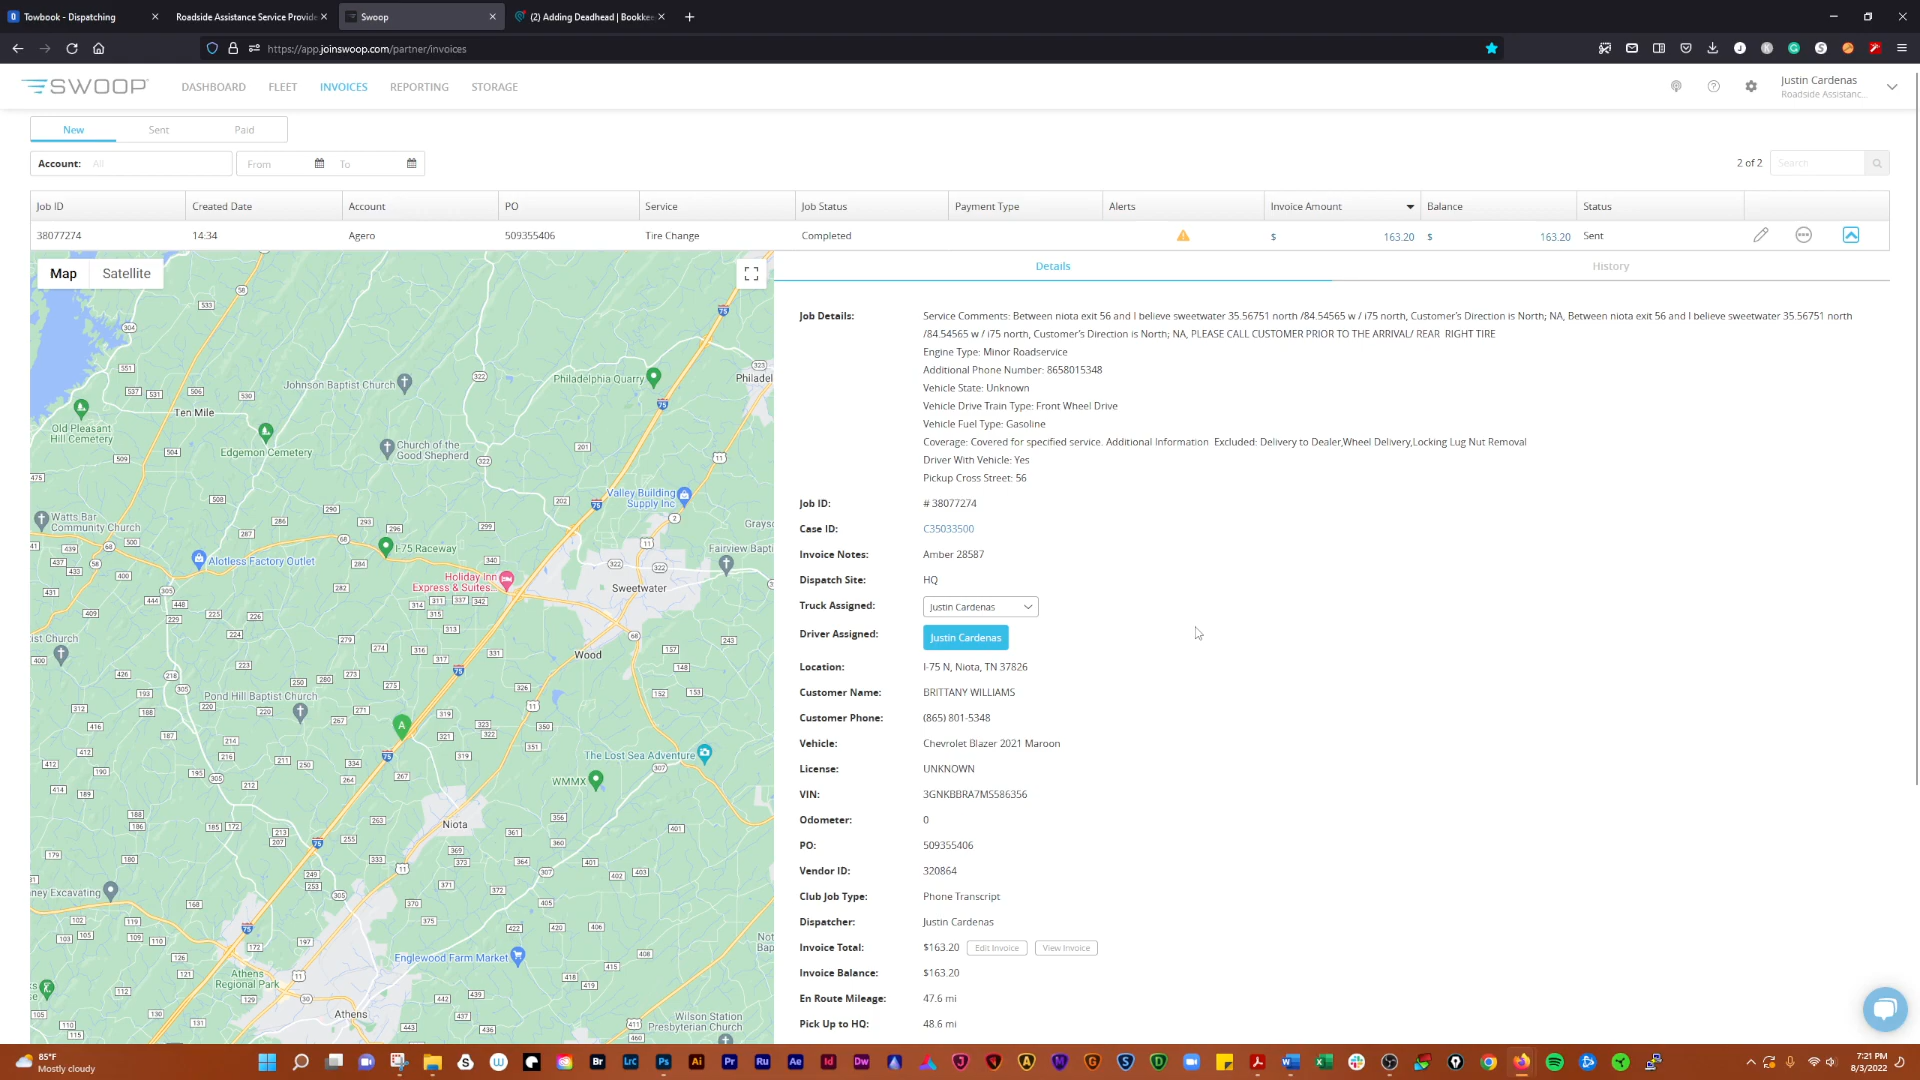 Towbook - Dispatching
Roadside Assistance Service Provide
Swoop
(2) Adding Deadhead | Bookkee
https://app.joinswoop.com/partner/invoices
SWOOP
DASHBOARD
FLEET
INVOICES
REPORTING
STORAGE
Justin Cardenas
Roadside Assistanc...
New
Sent
Paid
Account: All
From
To
2 of 2
Search
Job ID
Created Date
Account
PO
Service
Job Status
Payment Type
Alerts
Invoice Amount
Balance
Status
38077274
14:34
Agero
509355406
Tire Change
Completed
$ 163.20
$ 163.20
Sent
Map
Satellite
Details
History
Job Details:
Service Comments: Between niota exit 56 and I believe sweetwater 35.56751 north /84.54565 w / i75 north, Customer's Direction is North; NA, Between niota exit 56 and I believe sweetwater 35.56751 north
/84.54565 w / i75 north, Customer's Direction is North; NA, PLEASE CALL CUSTOMER PRIOR TO THE ARRIVAL/ REAR RIGHT TIRE
Engine Type: Minor Roadservice
Additional Phone Number: 8658015348
Vehicle State: Unknown
Vehicle Drive Train Type: Front Wheel Drive
Vehicle Fuel Type: Gasoline
Coverage: Covered for specified service. Additional Information Excluded: Delivery to Dealer,Wheel Delivery,Locking Lug Nut Removal
Driver With Vehicle: Yes
Pickup Cross Street: 56
Job ID: # 38077274
Case ID: C35033500
Invoice Notes: Amber 28587
Dispatch Site: HQ
Truck Assigned: Justin Cardenas
Driver Assigned: Justin Cardenas
Location: I-75 N, Niota, TN 37826
Customer Name: BRITTANY WILLIAMS
Customer Phone: (865) 801-5348
Vehicle: Chevrolet Blazer 2021 Maroon
License: UNKNOWN
VIN: 3GNKBBRA7MS586356
Odometer: 0
PO: 509355406
Vendor ID: 320864
Club Job Type: Phone Transcript
Dispatcher: Justin Cardenas
Invoice Total: $163.20 Edit Invoice View Invoice
Invoice Balance: $163.20
En Route Mileage: 47.6 mi
Pick Up to HQ: 48.6 mi
Johnson Baptist Church
Philadelphia Quarry
Philadel
Ten Mile
Old Pleasant
Hill Cemetery
Edgemon Cemetery
Church of the
Good Shepherd
Valley Building
Supply Inc
Grayso
Watts Bar
Community Church
I-75 Raceway
Fairview Bapti
Alotless Factory Outlet
Holiday Inn
Express & Suites...
Sweetwater
ist Church
Wood
Pond Hill Baptist Church
A
The Lost Sea Adventure
WMMX
Niota
ney Excavating
Englewood Farm Market
Athens
Regional Park
Athens
Wilson Station
Presbyterian Church
85°F
Mostly cloudy
7:21 PM
8/3/2022